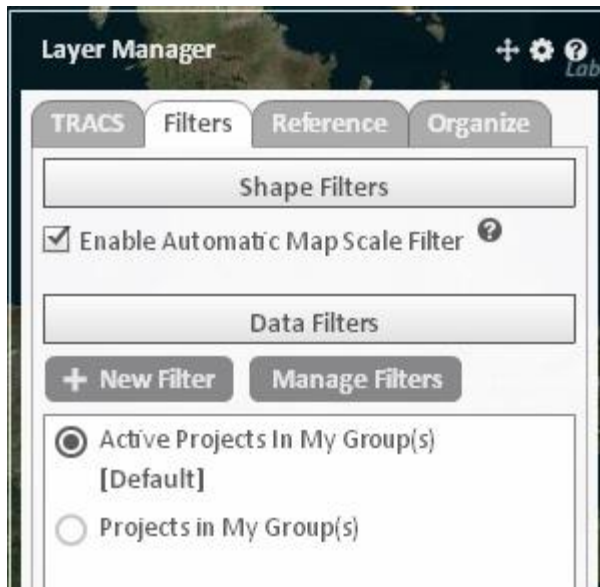 Layer Manager
Lab
TRACS Filters Reference Organize
Shape Filters
Enable Automatic Map Scale Filter
Data Filters
+ New Filter Manage Filters
Active Projects In My Group(s)
[Default]
Projects in My Group(s)